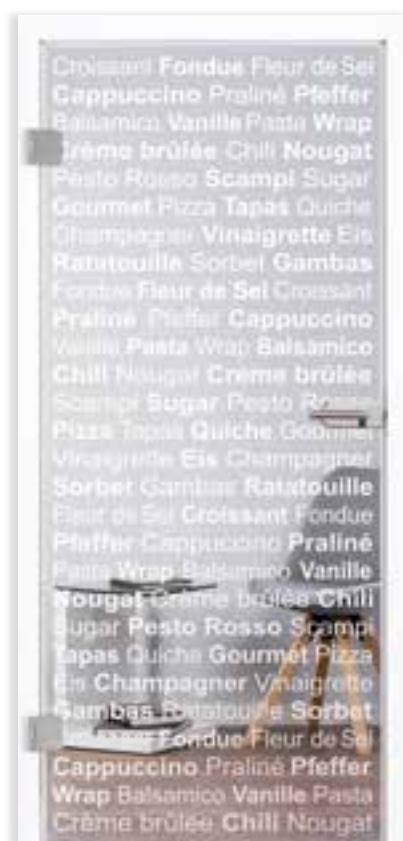 Croissant Fondue Fleur de Sel
Cappuccino Praliné Pfeffer
Balsamico Vanille Pasta Wrap
Crème brûlée Chili Nougat
Pesto Rosso Scampi Sugar
Gourmet Pizza Tapas Quiche
Champagner Vinaigrette Eis
Ratatouille Sorbet Gambas
Fondue Fleur de Sel Croissant
Praliné Pfeffer Cappuccino
Vanille Pasta Wrap Balsamico
Chili Nougat Crème brûlée
Scampi Sugar Pesto Rosso
Pizza Tapas Quiche Gourmet
Vinaigrette Eis Champagner
Sorbet Gambas Ratatouille
Fleur de Sel Croissant Fondue
Pfeffer Cappuccino Praliné
Pasta Wrap Balsamico Vanille
Nougat Crème brûlée Chili
Sugar Pesto Rosso Scampi
Tapas Quiche Gourmet Pizza
Eis Champagner Vinaigrette
Gambas Ratatouille Sorbet
Fondue Fleur de Sel
Cappuccino Praliné Pfeffer
Wrap Balsamico Vanille Pasta
Crème brûlée Chili Nougat